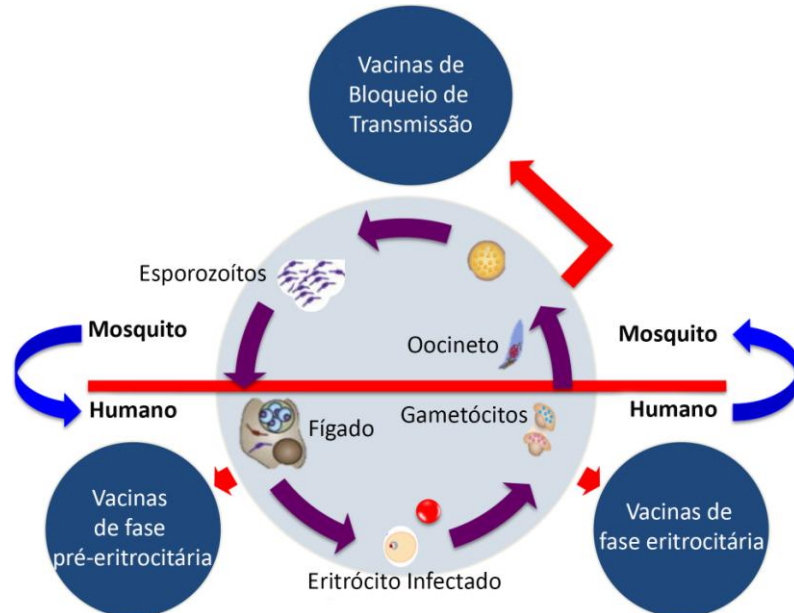 Vacinas de
Bloqueio de
Transmissão
Esporozoítos
Mosquito
Oocineto
Mosquito
Humano
Fígado
Gametócitos
Humano
Vacinas
de fase
pré-eritrocitária
Eritrócito Infectado
Vacinas de
fase eritrocitária